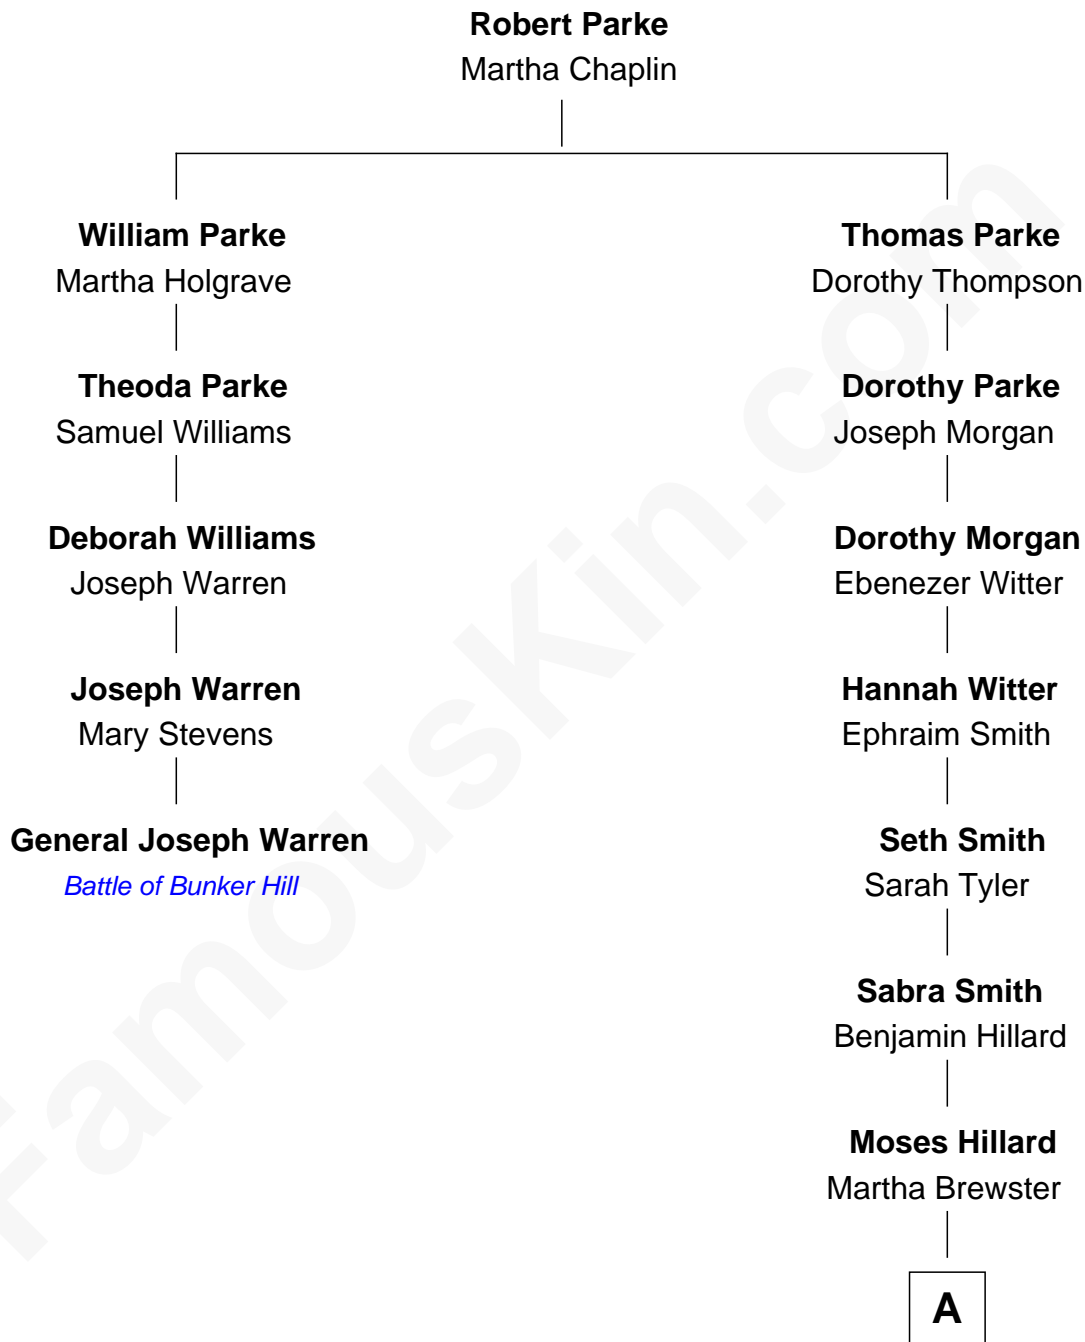 Robert Parke
Martha Chaplin
William Parke
Martha Holgrave
Thomas Parke
Dorothy Thompson
Theoda Parke
Samuel Williams
Dorothy Parke
Joseph Morgan
Deborah Williams
Joseph Warren
Dorothy Morgan
Ebenezer Witter
Joseph Warren
Mary Stevens
Hannah Witter
Ephraim Smith
General Joseph Warren
Battle of Bunker Hill
Seth Smith
Sarah Tyler
Sabra Smith
Benjamin Hillard
Moses Hillard
Martha Brewster
A
FamousKin.com